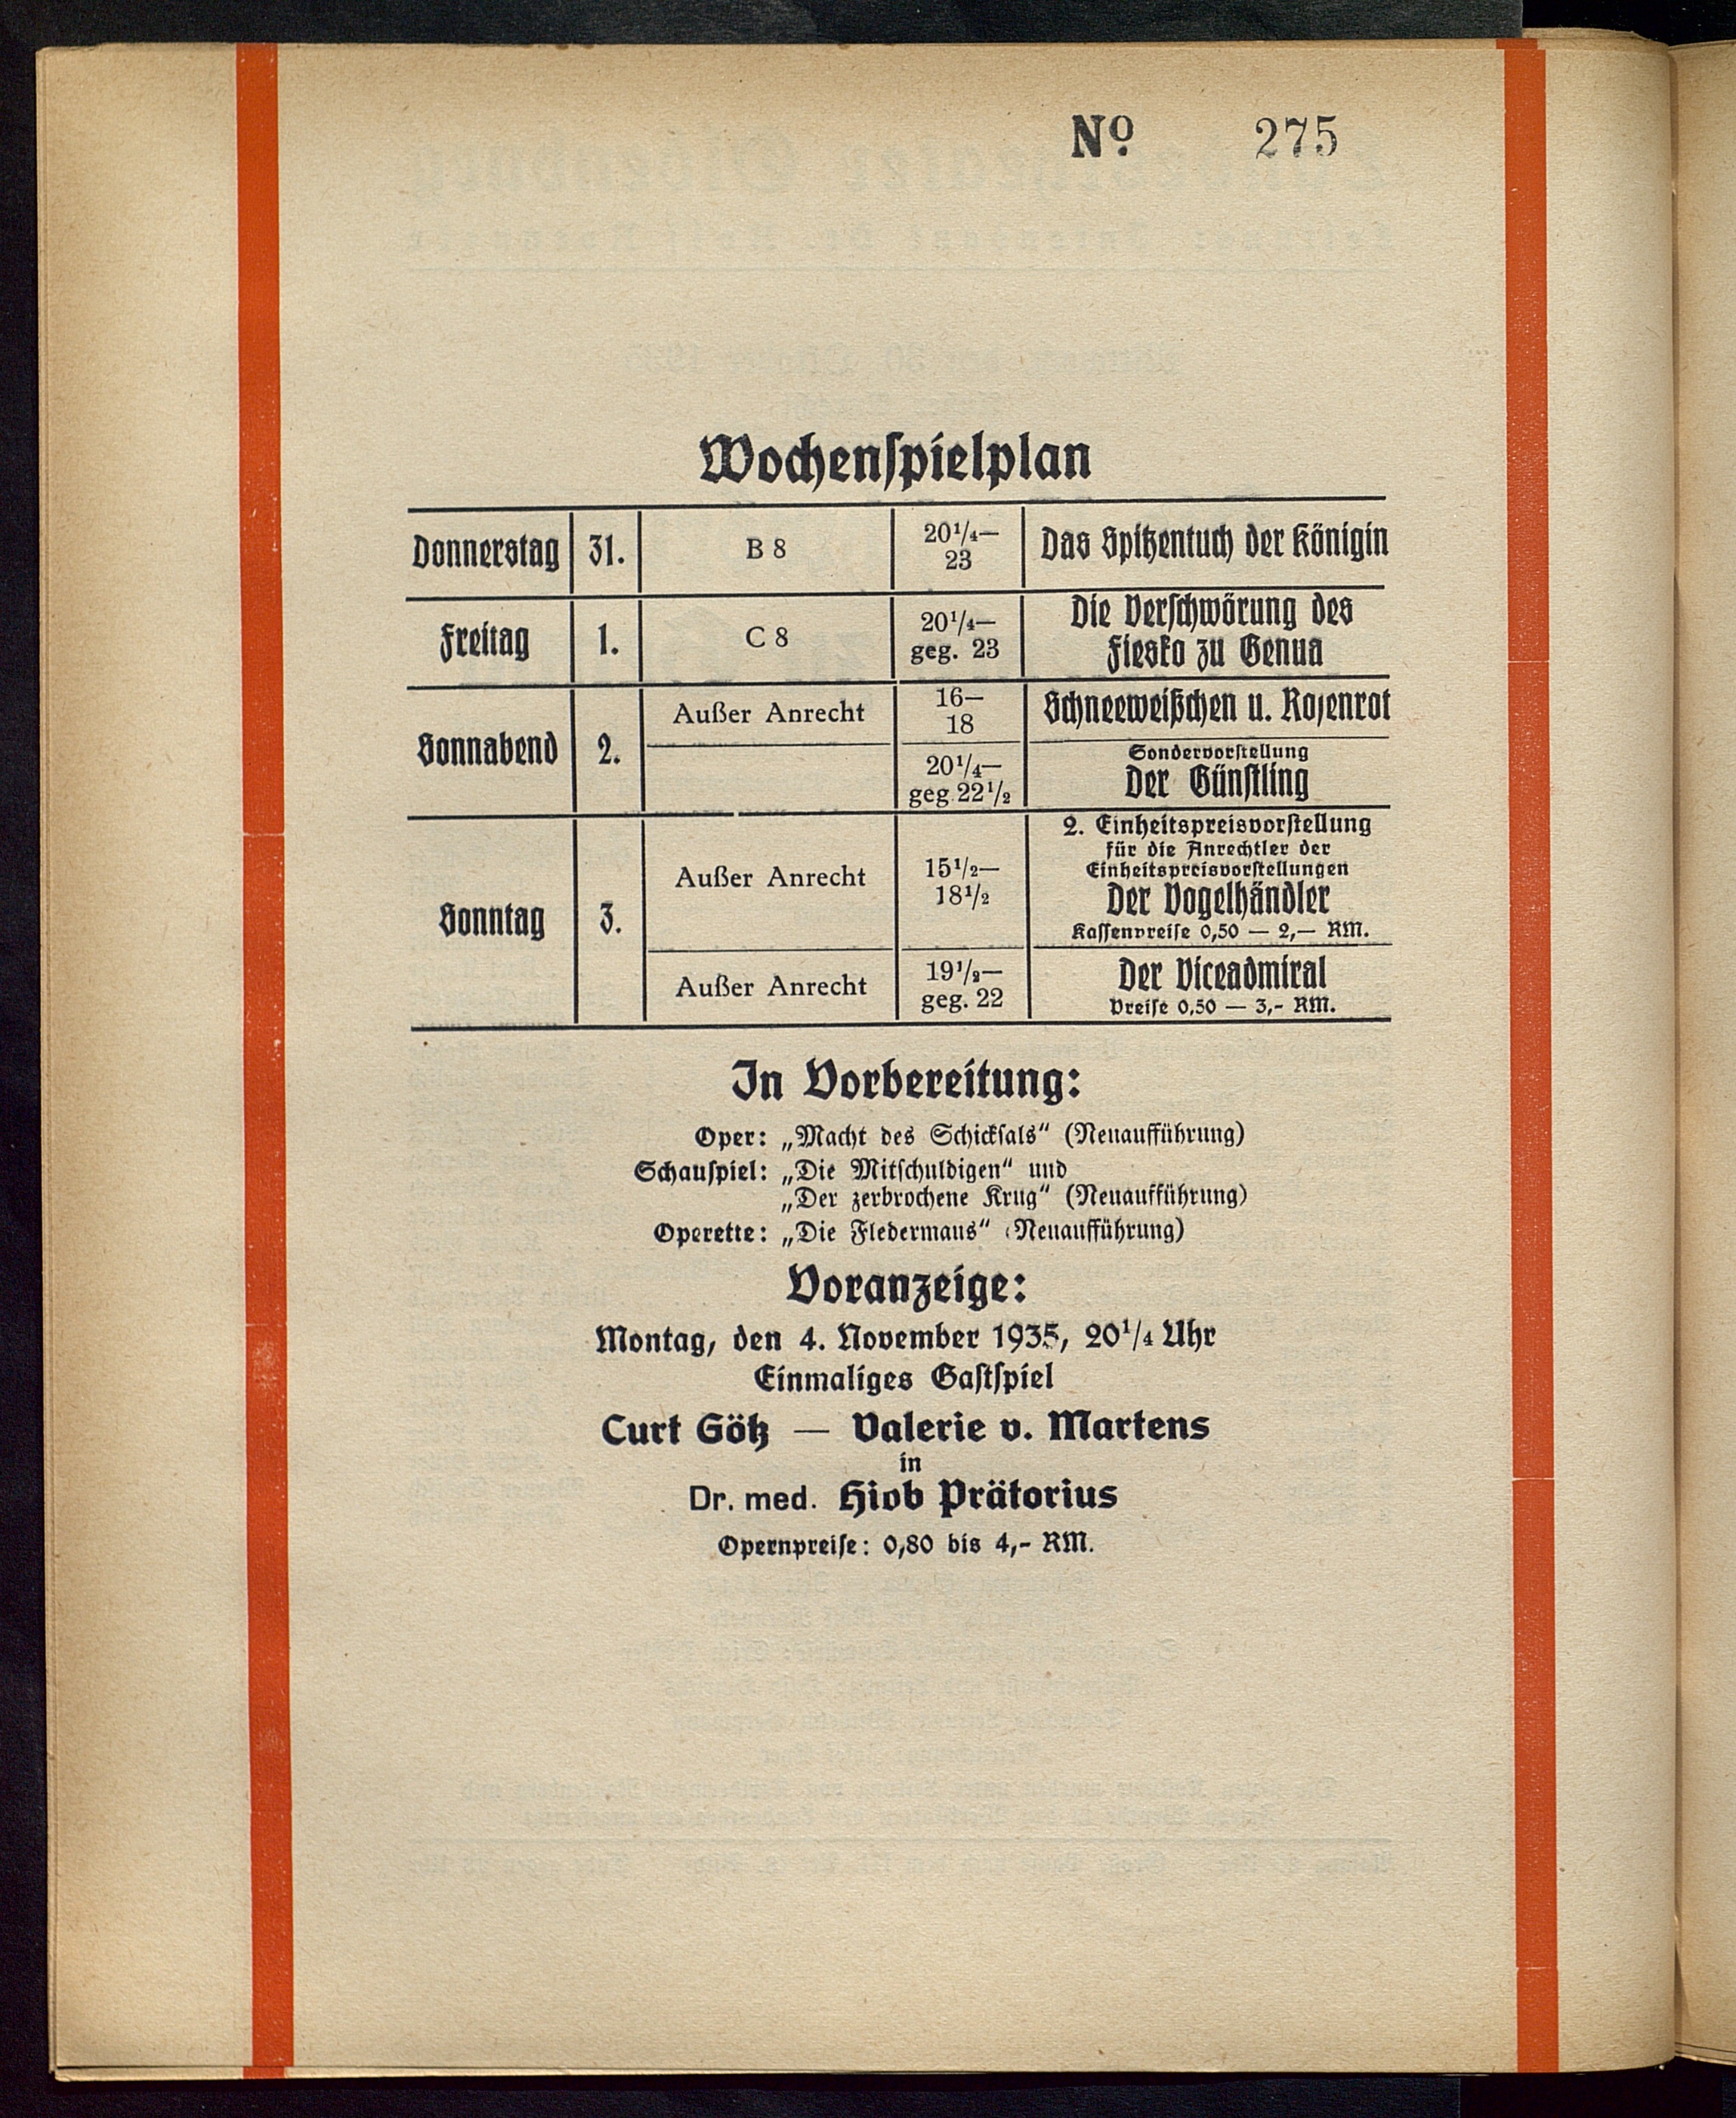 No 275
Wochenspielplan
Donnerstag 31. B 8 20¼— 23 Das Spitzentuch der Königin
Freitag 1. C 8 20¼— geg. 23 Die Verschwörung des Fiesko zu Genua
Sonnabend 2. Außer Anrecht 16— 18 Schneeweißchen u. Rosenrot
20¼— geg. 22½ Sondervorstellung Der Günstling
Sonntag 3. Außer Anrecht 15½— 18½ 2. Einheitspreisvorstellung
für die Anrechtler der
Einheitspreisvorstellungen
Der Vogelhändler
Kassenpreise 0,50 — 2,— RM.
Außer Anrecht 19½— geg. 22 Der Viceadmiral
Preise 0,50 — 3,- RM.
In Vorbereitung:
Oper: „Macht des Schicksals“ (Neuaufführung)
Schauspiel: „Die Mitschuldigen“ und
„Der zerbrochene Krug“ (Neuaufführung)
Operette: „Die Fledermaus“ (Neuaufführung)
Voranzeige:
Montag, den 4. November 1935, 20¼ Uhr
Einmaliges Gastspiel
Curt Götz — Valerie v. Martens
in
Dr. med. Hiob Prätorius
Opernpreise: 0,80 bis 4,- RM.